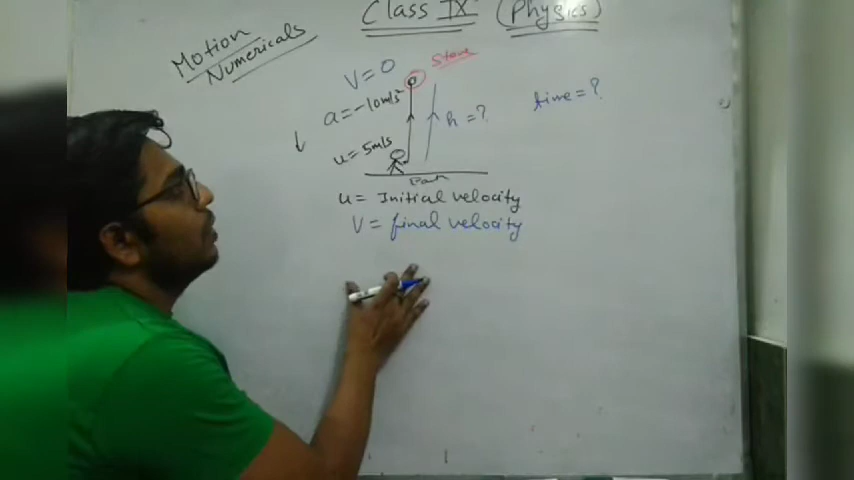 Class IX (Physics)
Motion
Numericals
Stone
V = 0
a = -10m/s²
h = ?
time = ?
u = 5m/s
u = Initial velocity
V = final velocity